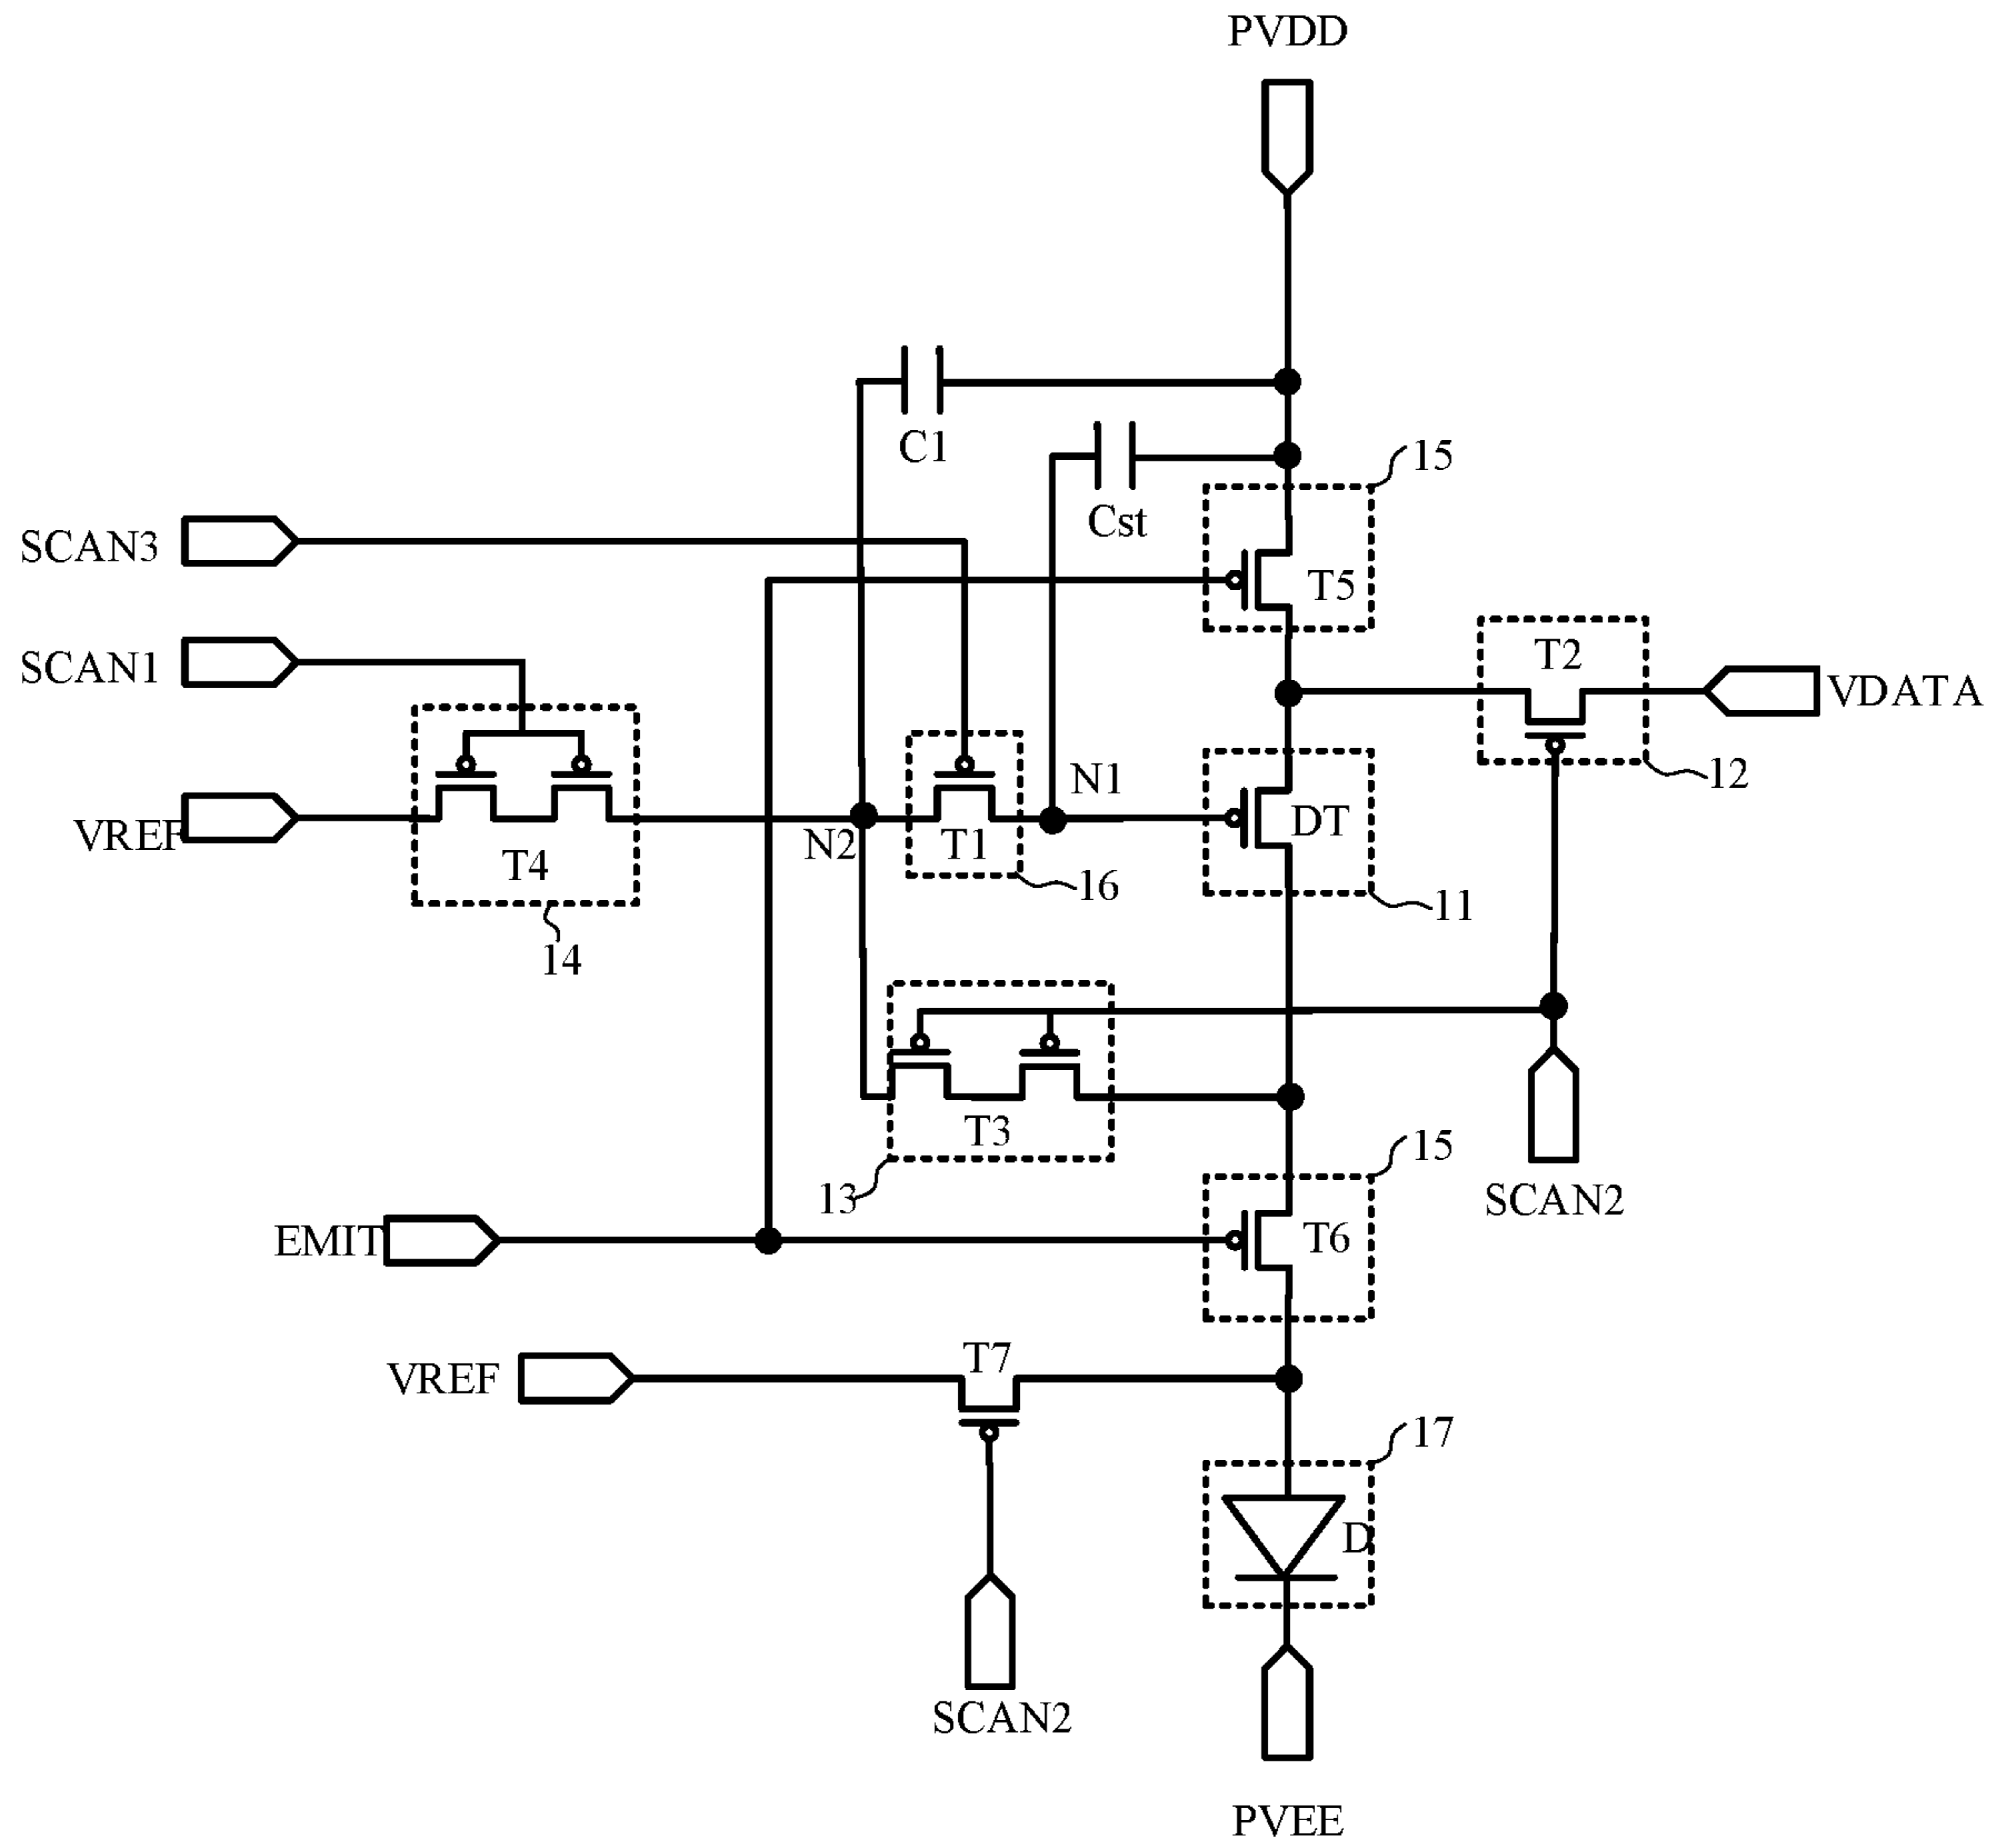 PVDD
C1
15
Cst
SCAN3
T5
SCAN1
T2
VDATA
N1
12
VREF
N2
T1
DT
T4
16
11
14
T3
15
13
SCAN2
EMIT
T6
T7
VREF
17
D
SCAN2
PVEE